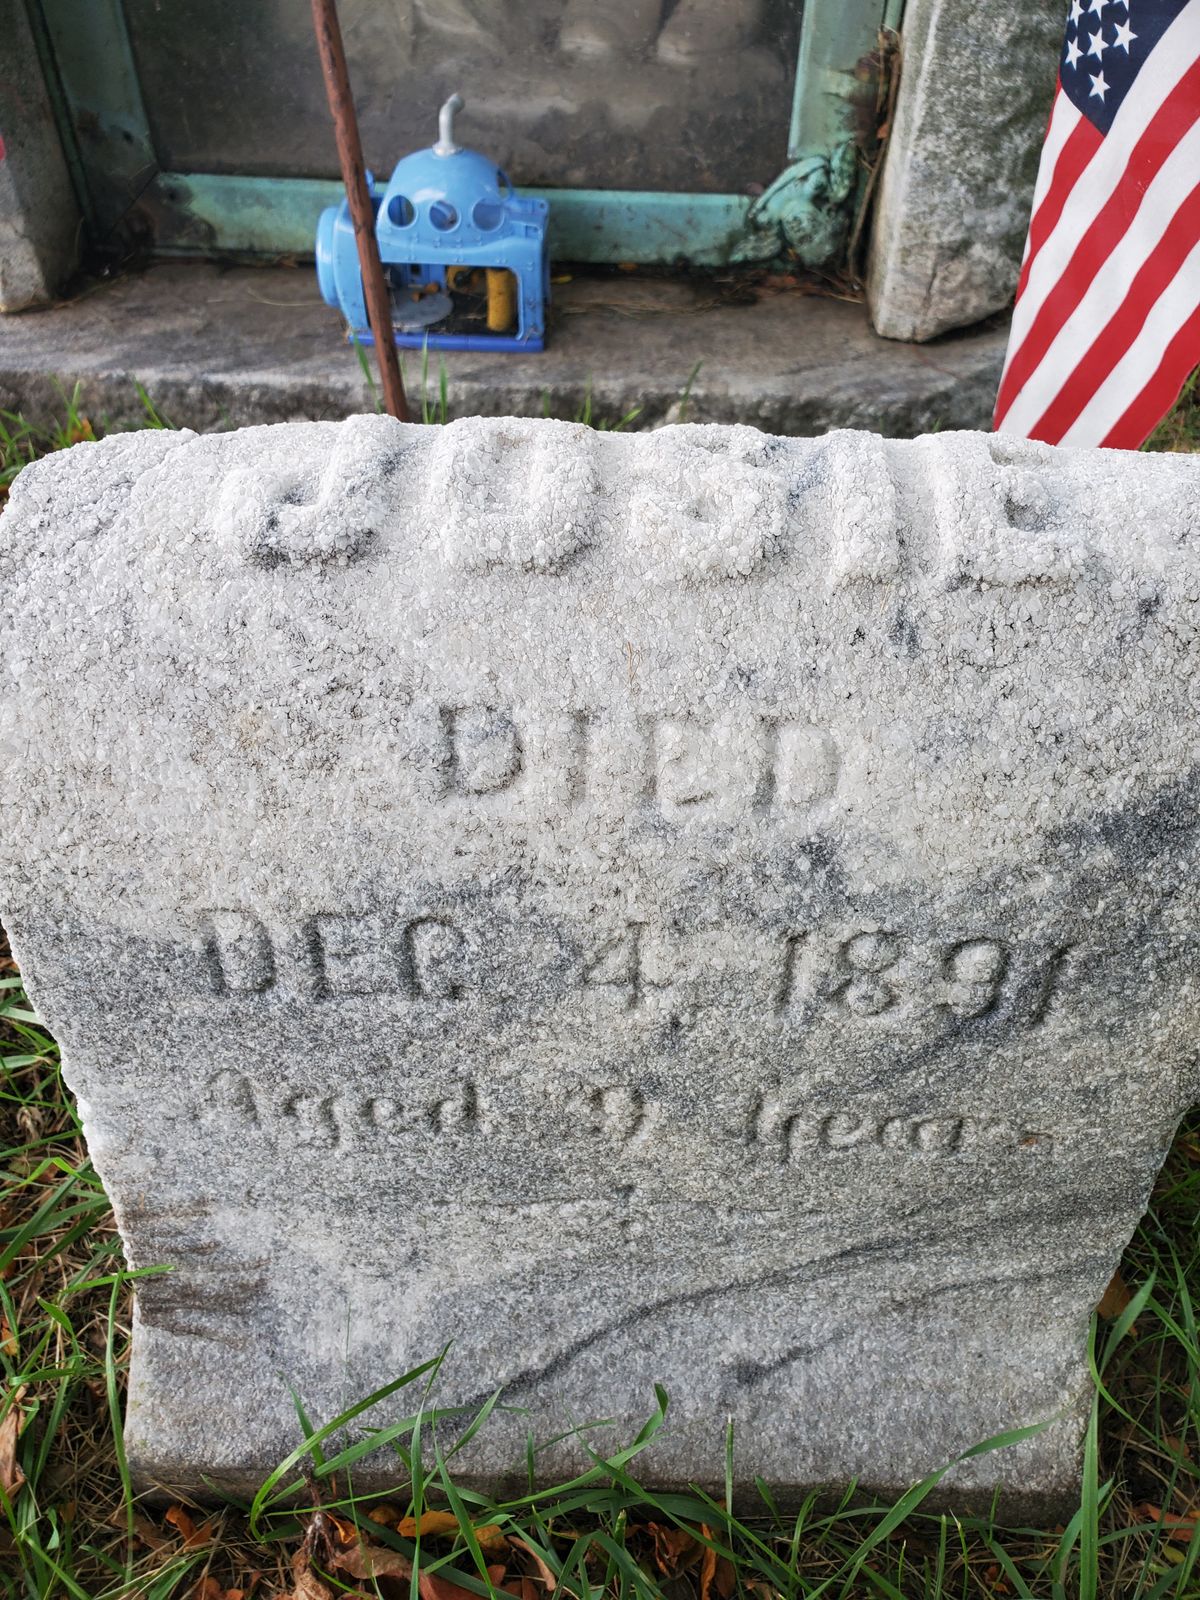 JOSIE
DIED
DEC 4, 1891
Aged 9 years